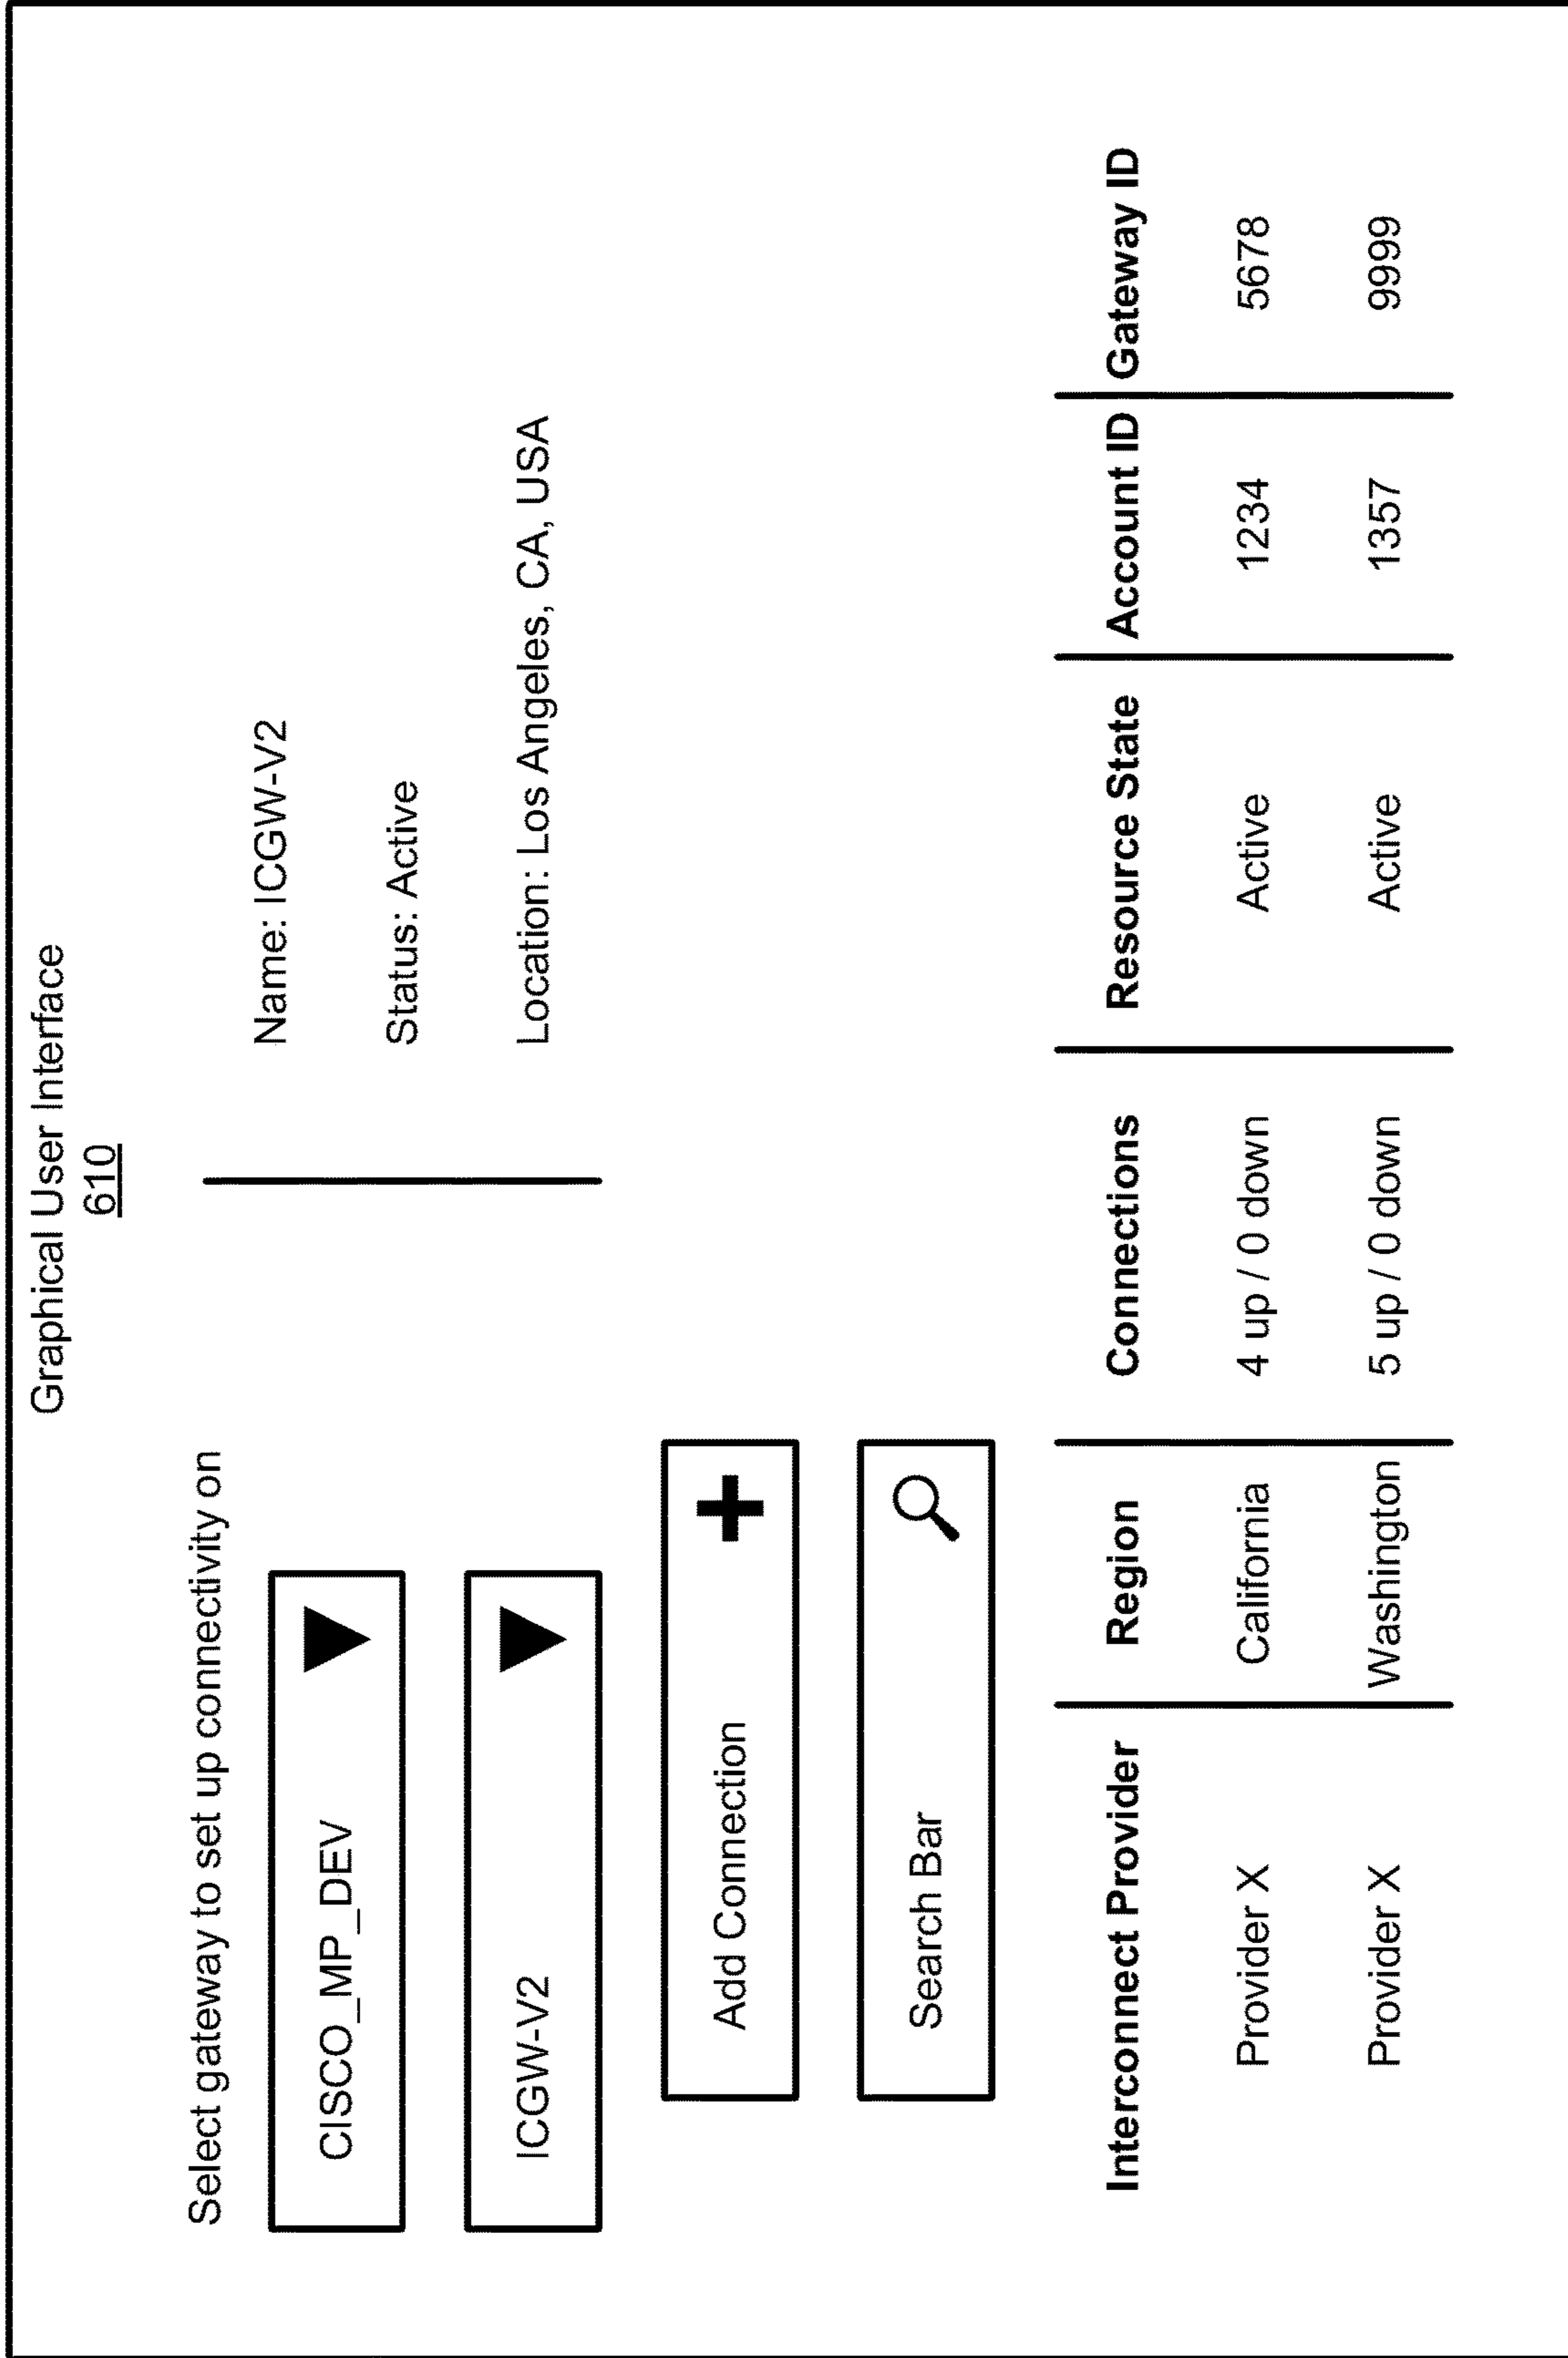 Graphical User Interface
610
Select gateway to set up connectivity on
CISCO_MP_DEV
ICGW-V2
Name: ICGW-V2
Status: Active
Location: Los Angeles, CA, USA
Add Connection
Search Bar
Interconnect Provider Region Connections Resource State Account ID Gateway ID
Provider X California 4 up / 0 down Active 1234 5678
Provider X Washington 5 up / 0 down Active 1357 9999